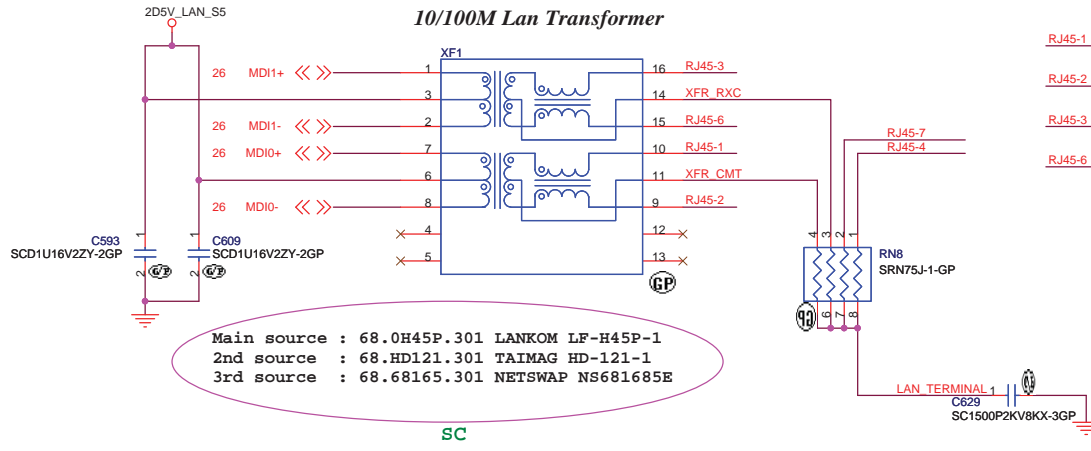 10/100M Lan Transformer
2D5V_LAN_S5
XF1
26 MDI1+ 1
3
26 MDI1- 2
26 MDI0+ 7
6
26 MDI0- 8
4
5
16 RJ45-3
14 XFR_RXC
15 RJ45-6
10 RJ45-1
11 XFR_CMT
9 RJ45-2
12
13
GP
RJ45-7
RJ45-4
RJ45-1
RJ45-2
RJ45-3
RJ45-6
1 C593
SCD1U16V2ZY-2GP
2 G/P
1 C609
SCD1U16V2ZY-2GP
2 G/P
4 3 2 1
RN8
SRN75J-1-GP
6 7 8
GP
Main source : 68.0H45P.301 LANKOM LF-H45P-1
2nd source : 68.HD121.301 TAIMAG HD-121-1
3rd source : 68.68165.301 NETSWAP NS681685E
SC
LAN_TERMINAL 1
C629
SC1500P2KV8KX-3GP